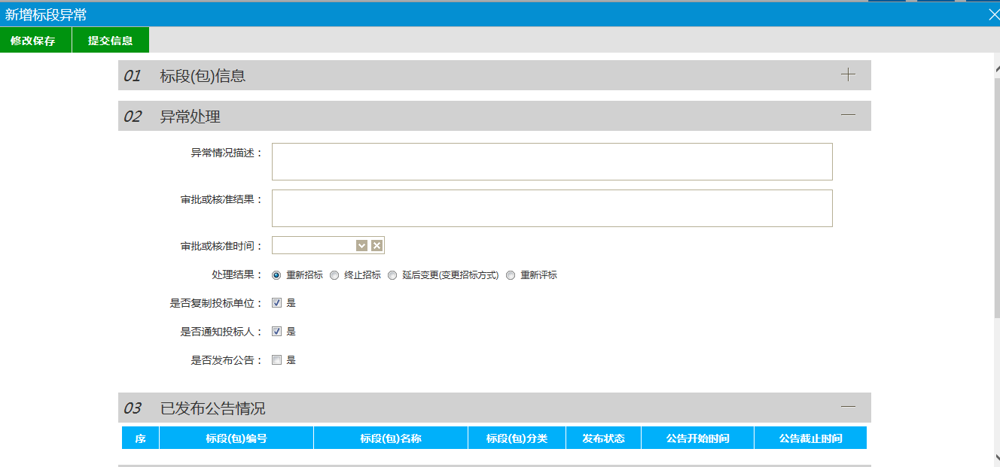 新增标段异常
修改保存 提交信息
01 标段(包)信息
02 异常处理
异常情况描述：
审批或核准结果：
审批或核准时间：
处理结果： 重新招标 终止招标 延后变更(变更招标方式) 重新评标
是否复制投标单位： 是
是否通知投标人： 是
是否发布公告： 是
03 已发布公告情况
序 标段(包)编号 标段(包)名称 标段(包)分类 发布状态 公告开始时间 公告截止时间